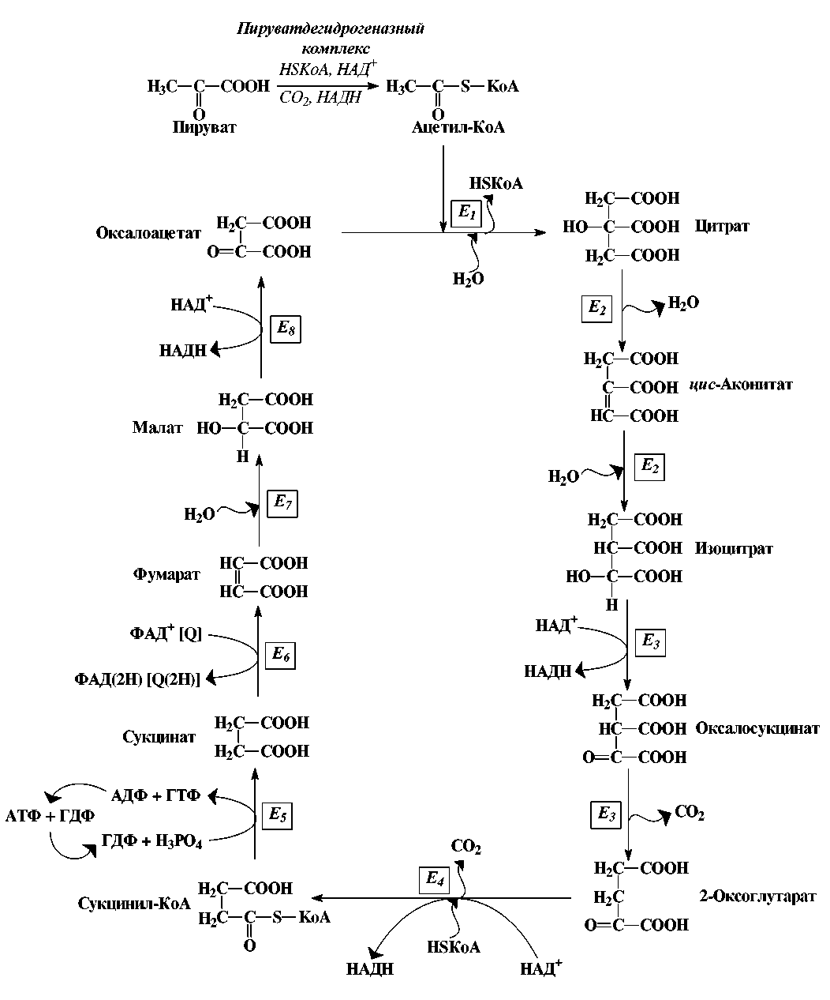 Пируватдегидрогеназный
комплекс
HSKoA, НАД⁺
H₃C—C—COOH
CO₂, НАДН
H₃C—C—S—KoA
O
O
Пируват
Ацетил-КоА
HSKoA
E₁
H₂C—COOH
HO—C—COOH
H₂C—COOH
Цитрат
Оксалоацетат
H₂C—COOH
O=C—COOH
H₂O
НАД⁺
E₈
НАДН
E₂
H₂O
H₂C—COOH
C—COOH
HC—COOH
цис-Аконитат
Малат
H₂C—COOH
HO—C—COOH
H
H₂O
E₂
H₂O
E₇
H₂C—COOH
HC—COOH
HO—C—COOH
H
Изоцитрат
Фумарат
HC—COOH
HC—COOH
НАД⁺
E₃
НАДН
ФАД⁺ [Q]
E₆
ФАД(2H) [Q(2H)]
H₂C—COOH
HC—COOH
O=C—COOH
Оксалосукцинат
Сукцинат
H₂C—COOH
H₂C—COOH
АДФ + ГТФ
АТФ + ГДФ
E₅
ГДФ + H₃PO₄
E₃
CO₂
CO₂
E₄
H₂C—COOH
H₂C
O=C—COOH
2-Оксоглутарат
Сукцинил-КоА
H₂C—COOH
H₂C—C—S—KoA
O
HSKoA
НАДН
НАД⁺